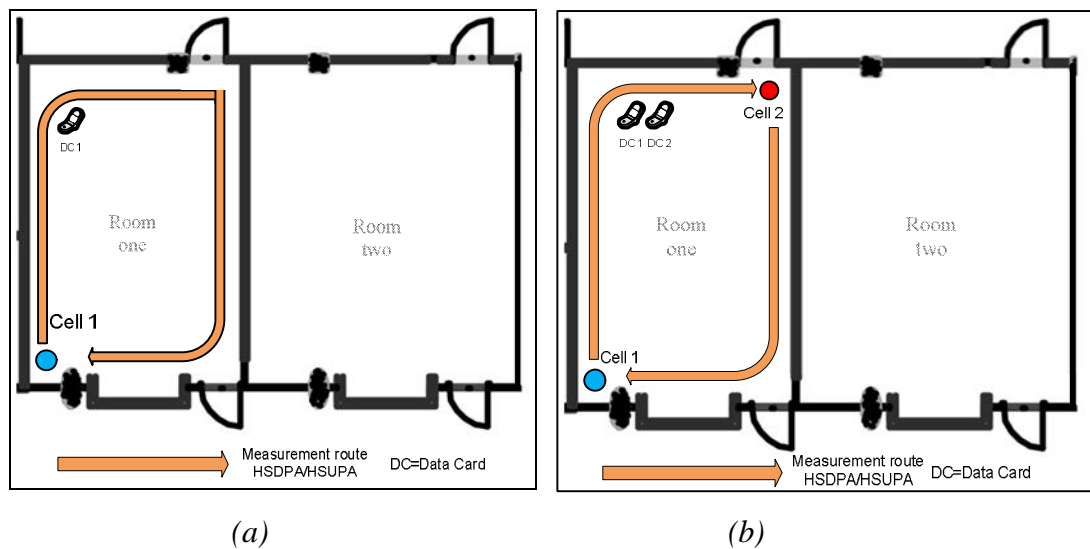 DC1
Room
one
Room
two
Cell 1
Measurement route
HSDPA/HSUPA
DC=Data Card
(a)
Cell 2
DC1 DC2
Room
one
Room
two
Cell 1
Measurement route
HSDPA/HSUPA
DC=Data Card
(b)